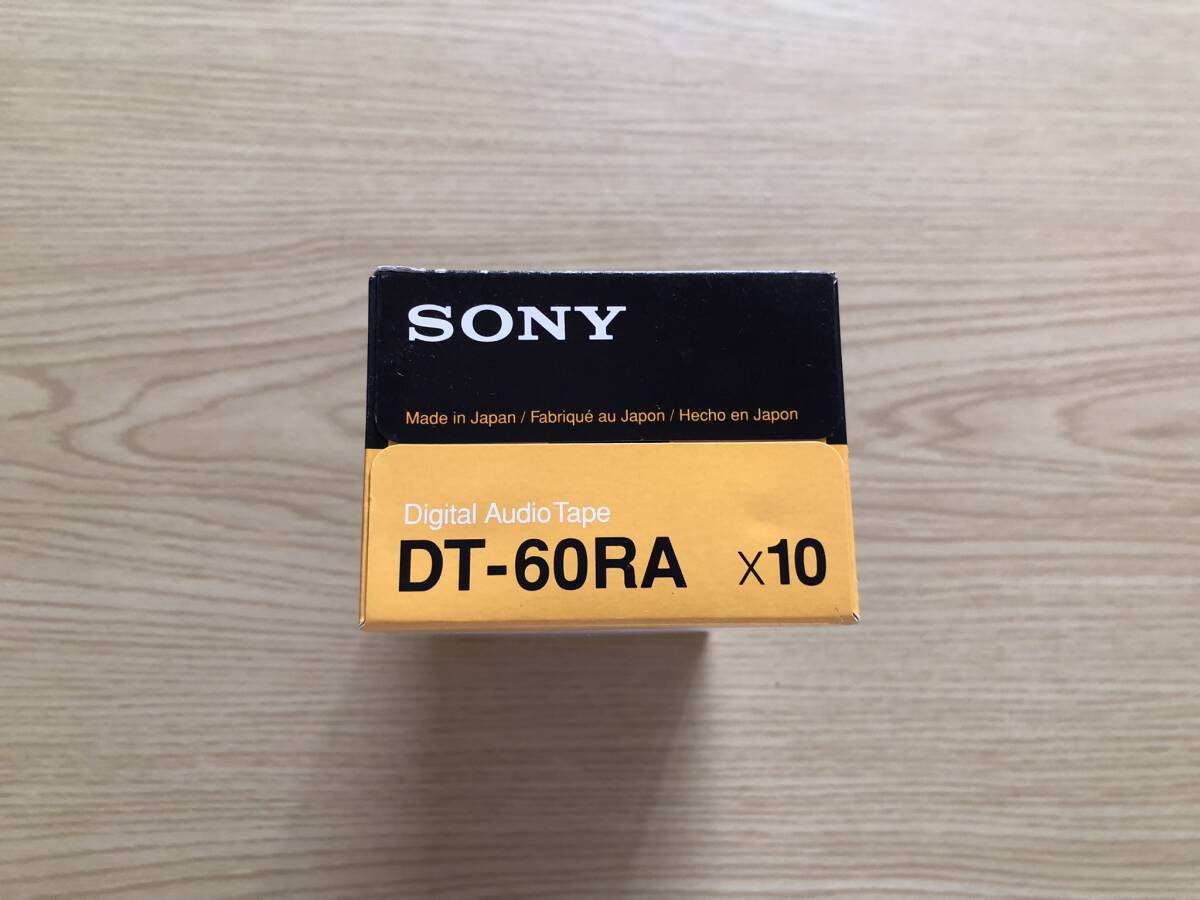 SONY
Made in Japan / Fabriqué au Japon / Hecho en Japon
Digital Audio Tape
DT-60RA x10